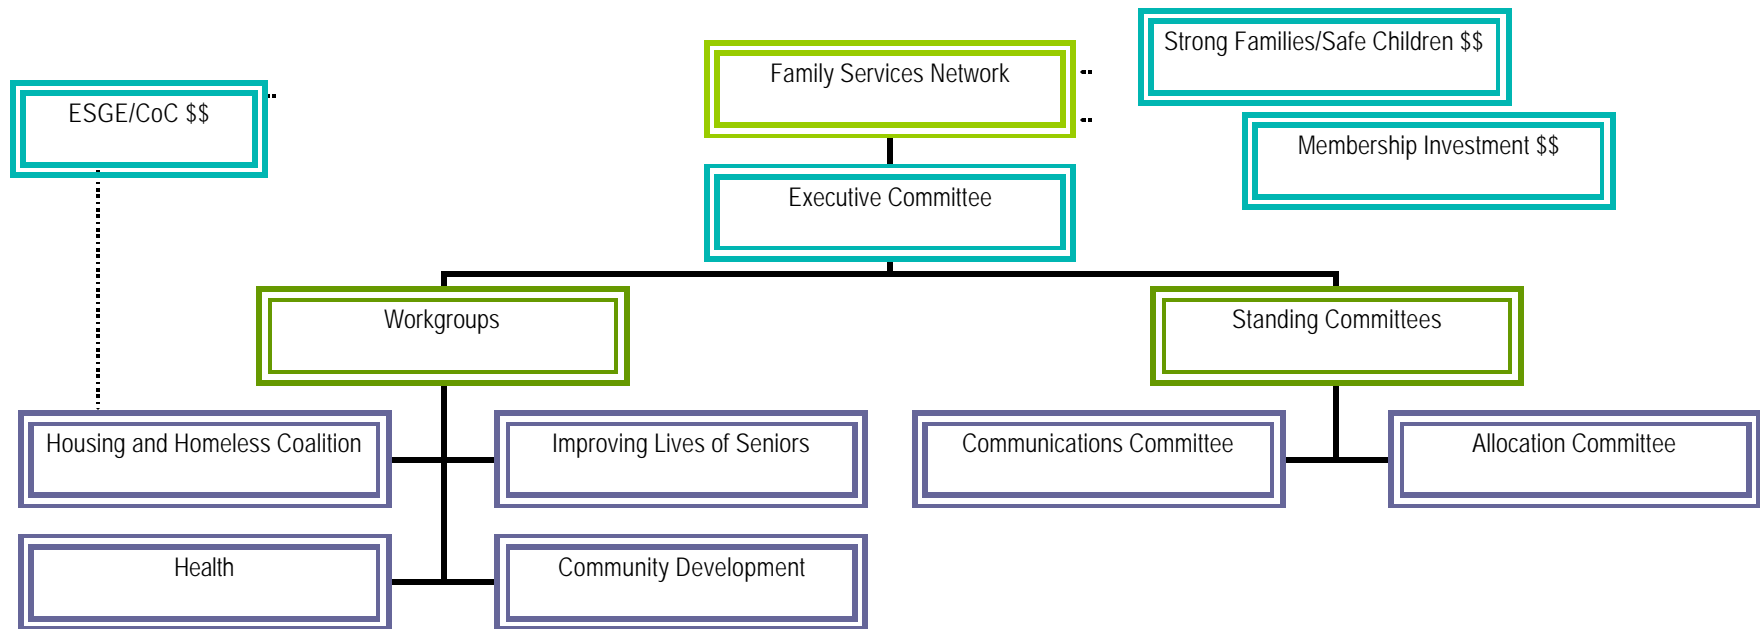 Strong Families/Safe Children $$
Family Services Network
ESGE/CoC $$
Membership Investment $$
Executive Committee
Workgroups
Standing Committees
Housing and Homeless Coalition
Improving Lives of Seniors
Communications Committee
Allocation Committee
Health
Community Development